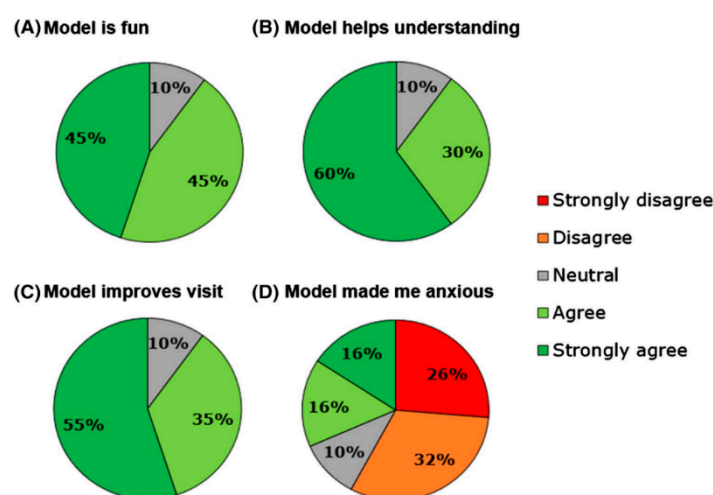 (A) Model is fun
10%
45%
45%
(B) Model helps understanding
10%
30%
60%
Strongly disagree
Disagree
Neutral
Agree
Strongly agree
(C) Model improves visit
10%
35%
55%
(D) Model made me anxious
16%
26%
16%
10%
32%